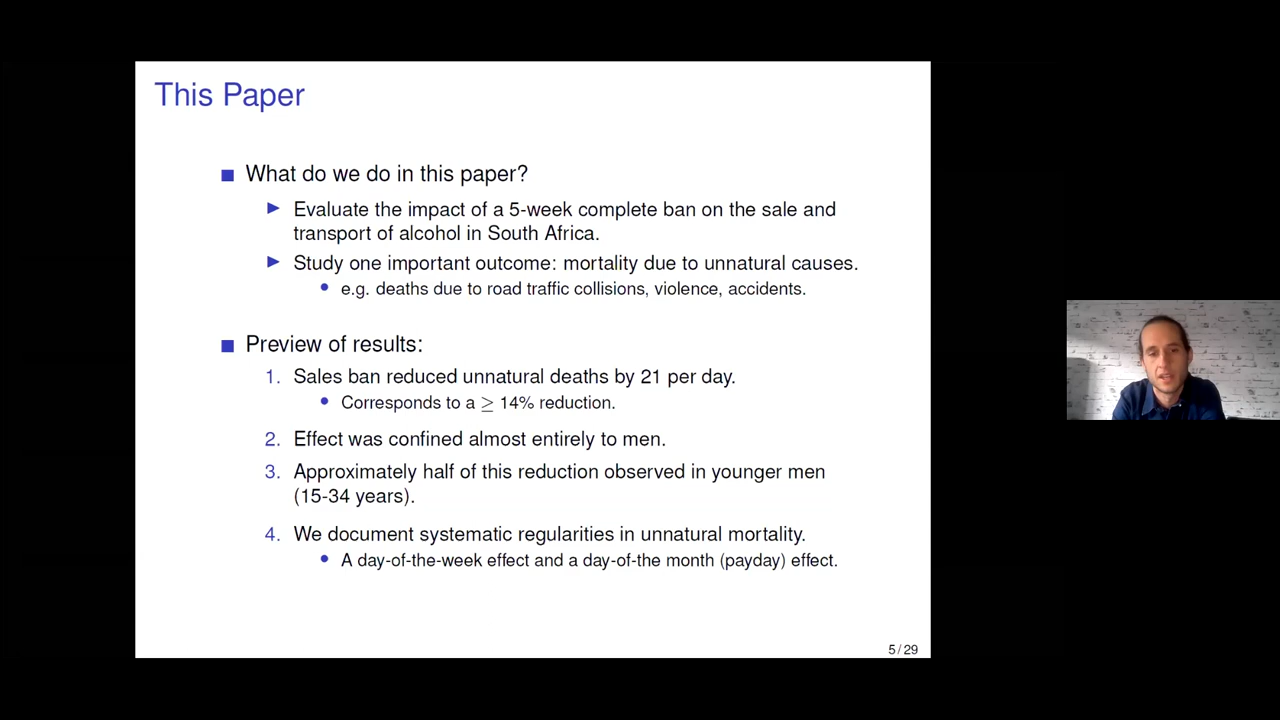 This Paper
What do we do in this paper?
Evaluate the impact of a 5-week complete ban on the sale and
transport of alcohol in South Africa.
Study one important outcome: mortality due to unnatural causes.
e.g. deaths due to road traffic collisions, violence, accidents.
Preview of results:
1. Sales ban reduced unnatural deaths by 21 per day.
Corresponds to a ≥ 14% reduction.
2. Effect was confined almost entirely to men.
3. Approximately half of this reduction observed in younger men
(15-34 years).
4. We document systematic regularities in unnatural mortality.
A day-of-the-week effect and a day-of-the month (payday) effect.
5 / 29